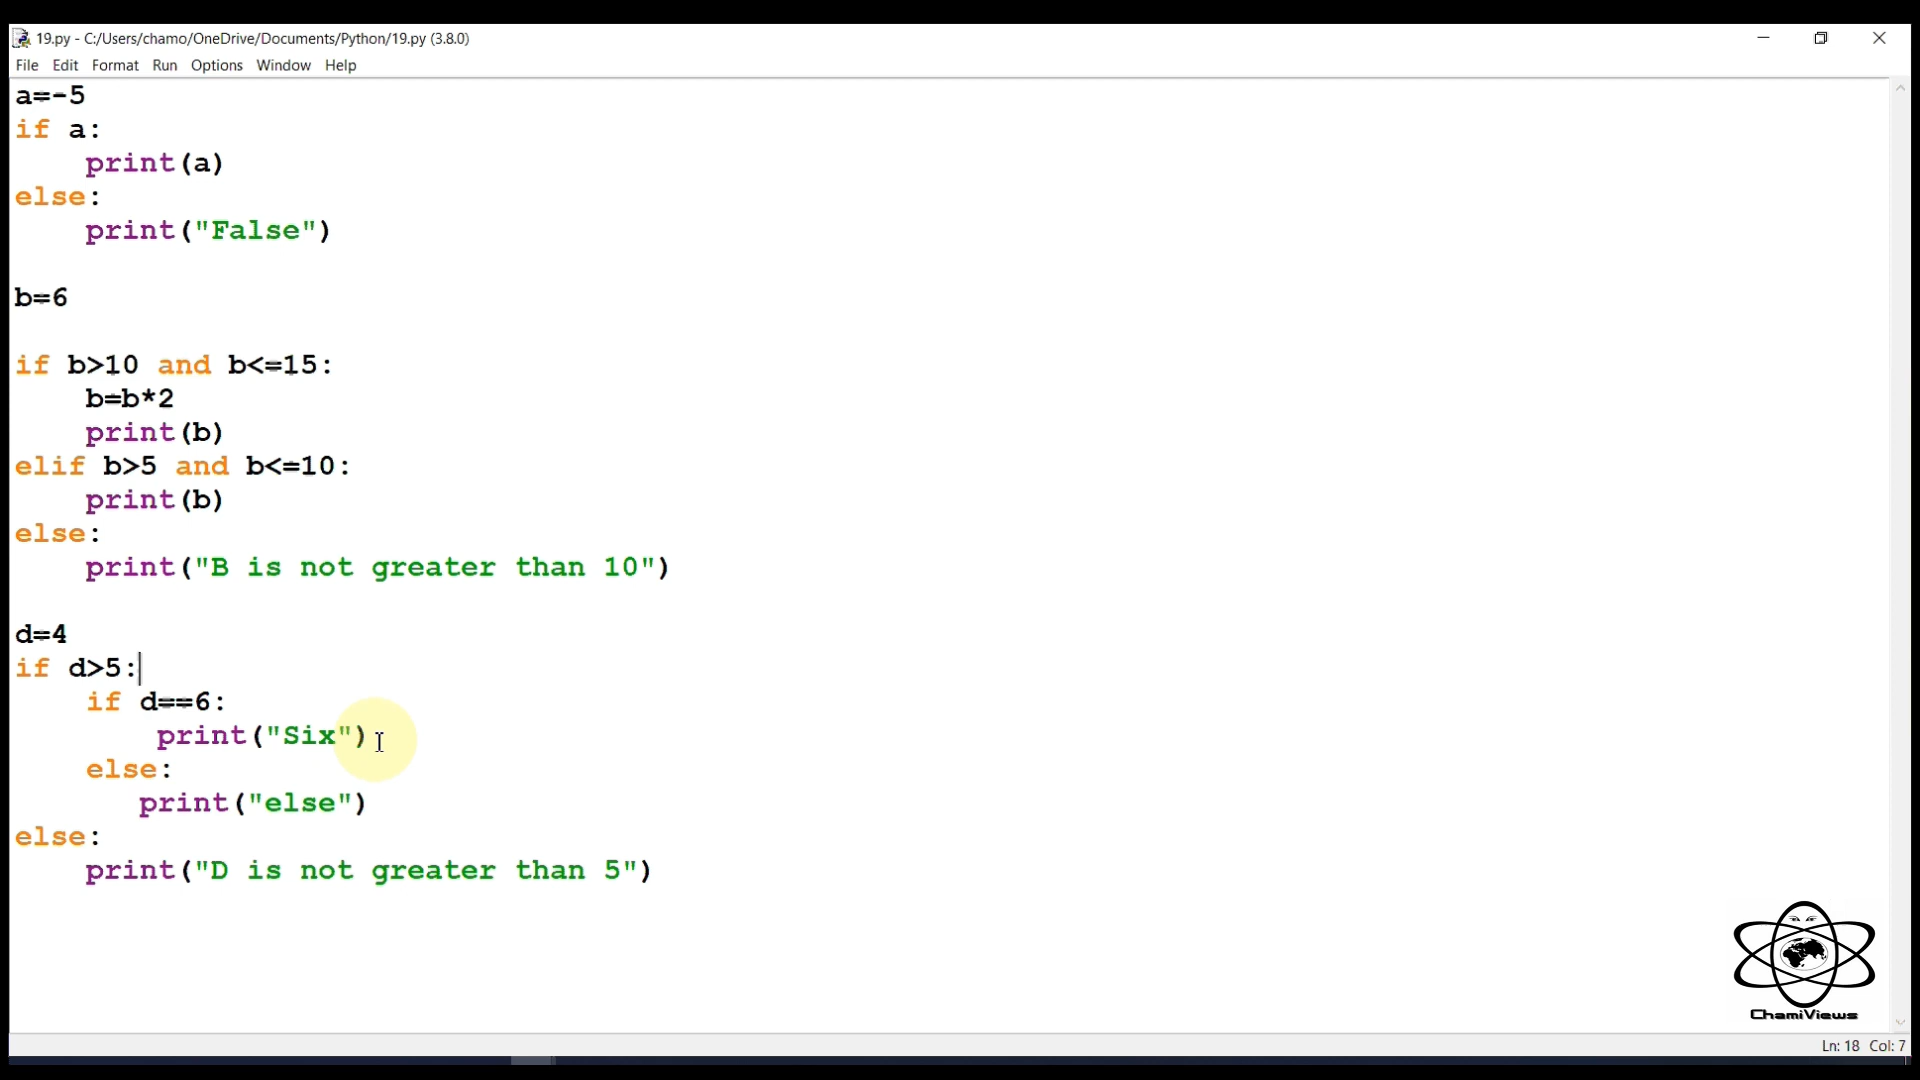 19.py - C:/Users/chamo/OneDrive/Documents/Python/19.py (3.8.0)
File Edit Format Run Options Window Help
a=-5
if a:
    print(a)
else:
    print("False")

b=6

if b>10 and b<=15:
    b=b*2
    print(b)
elif b>5 and b<=10:
    print(b)
else:
    print("B is not greater than 10")

d=4
if d>5:
    if d==6:
        print("Six")
    else:
       print("else")
else:
    print("D is not greater than 5")
ChamiViews
Ln: 18 Col: 7